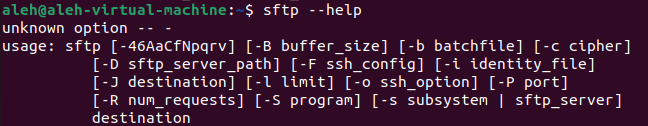 aleh@aleh-virtual-machine:~$ sftp --help
unknown option -- -
usage: sftp [-46AaCfNpqrv] [-B buffer_size] [-b batchfile] [-c cipher]
[-D sftp_server_path] [-F ssh_config] [-i identity_file]
[-J destination] [-l limit] [-o ssh_option] [-P port]
[-R num_requests] [-S program] [-s subsystem | sftp_server]
destination